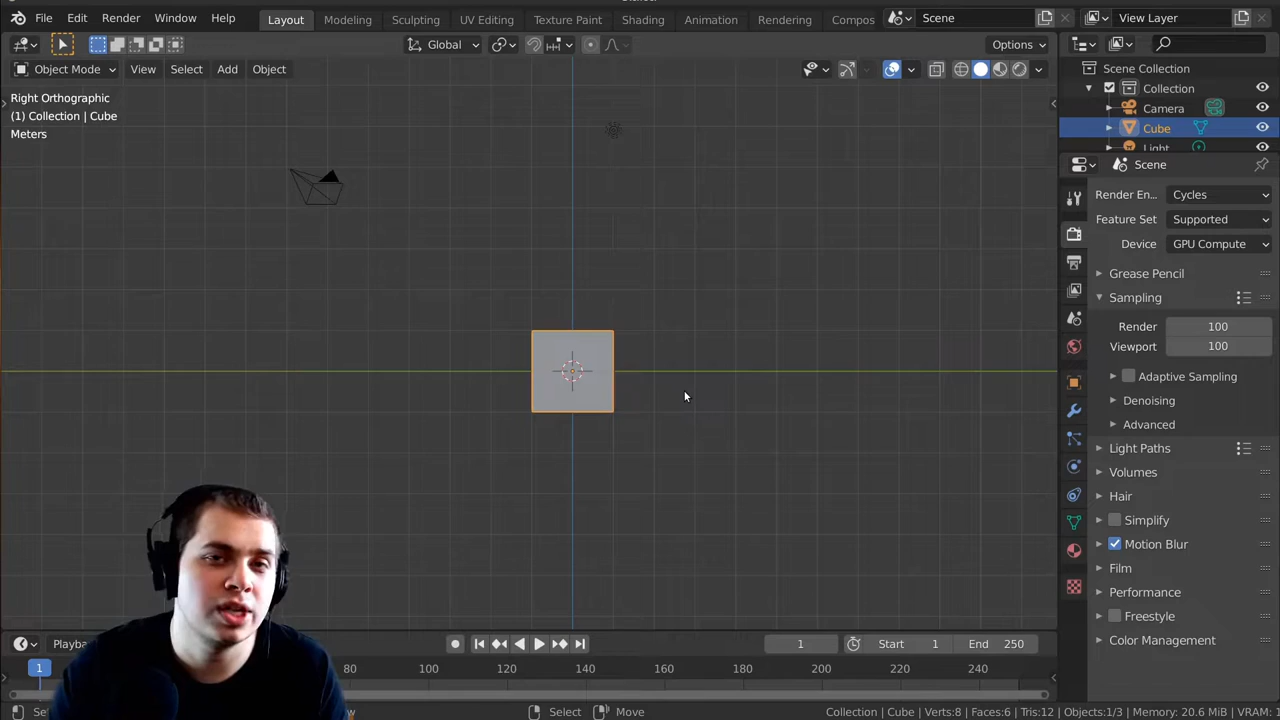 File Edit Render Window Help Layout Modeling Sculpting UV Editing Texture Paint Shading Animation Rendering Compos Scene View Layer
Global Options
Object Mode View Select Add Object
Right Orthographic
(1) Collection | Cube
Meters
Scene Collection
Collection
Camera
Cube
Light
Scene
Render En... Cycles
Feature Set Supported
Device GPU Compute
Grease Pencil
Sampling
Render 100
Viewport 100
Adaptive Sampling
Denoising
Advanced
Light Paths
Volumes
Hair
Simplify
Motion Blur
Film
Performance
Freestyle
Color Management
Playba 1 Start 1 End 250
1 80 100 120 140 160 180 200 220 240
Select Move Collection | Cube | Verts:8 | Faces:6 | Tris:12 | Objects:1/3 | Memory: 20.6 MiB | VRAM: 1